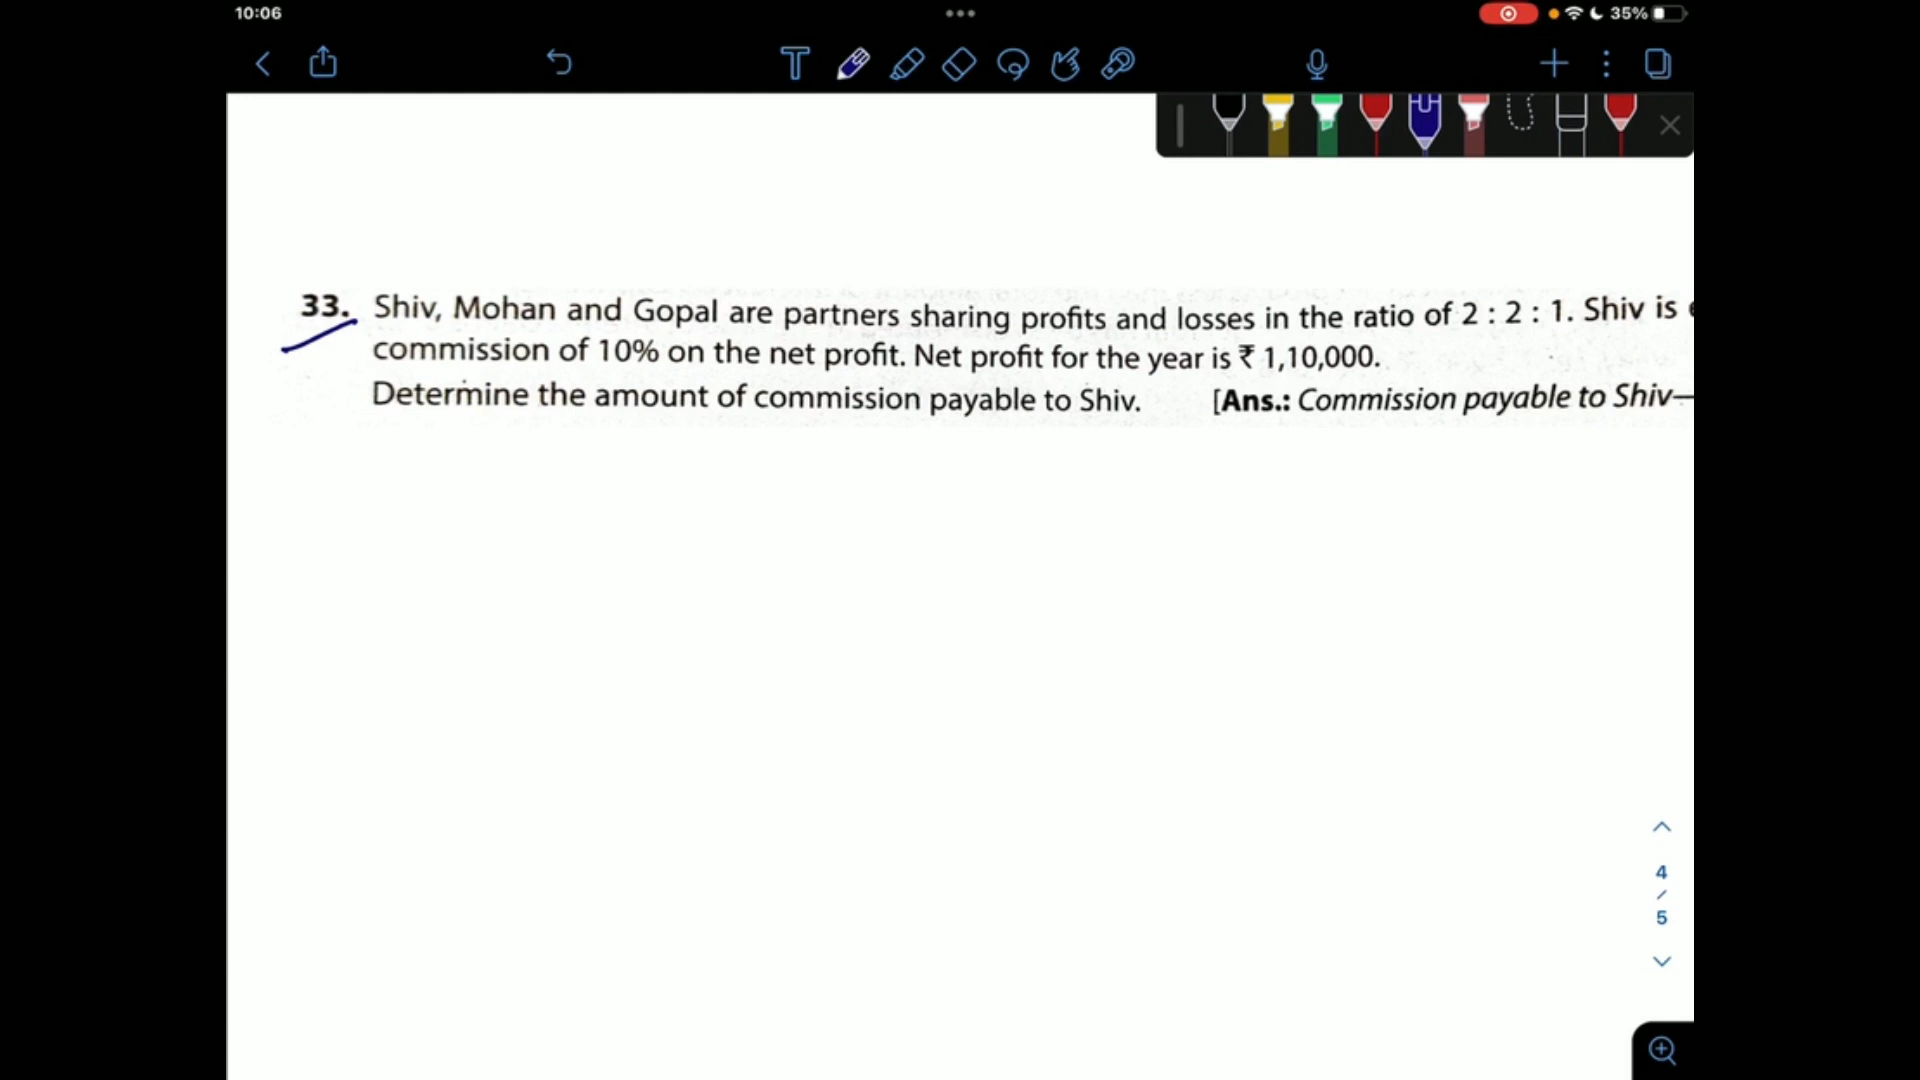 10:06
35%
33. Shiv, Mohan and Gopal are partners sharing profits and losses in the ratio of 2 : 2 : 1. Shiv is
commission of 10% on the net profit. Net profit for the year is ₹ 1,10,000.
Determine the amount of commission payable to Shiv. [Ans.: Commission payable to Shiv—
4
/
5